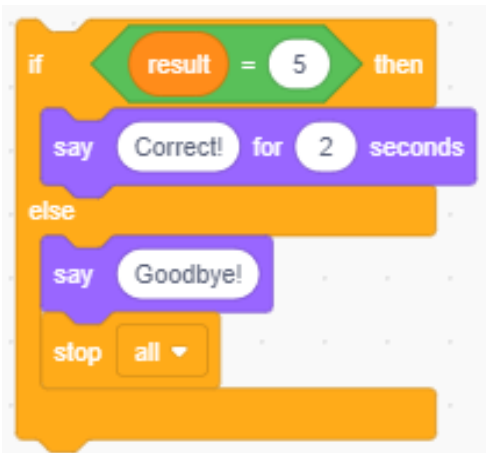 if result = 5 then
say Correct! for 2 seconds
else
say Goodbye!
stop all